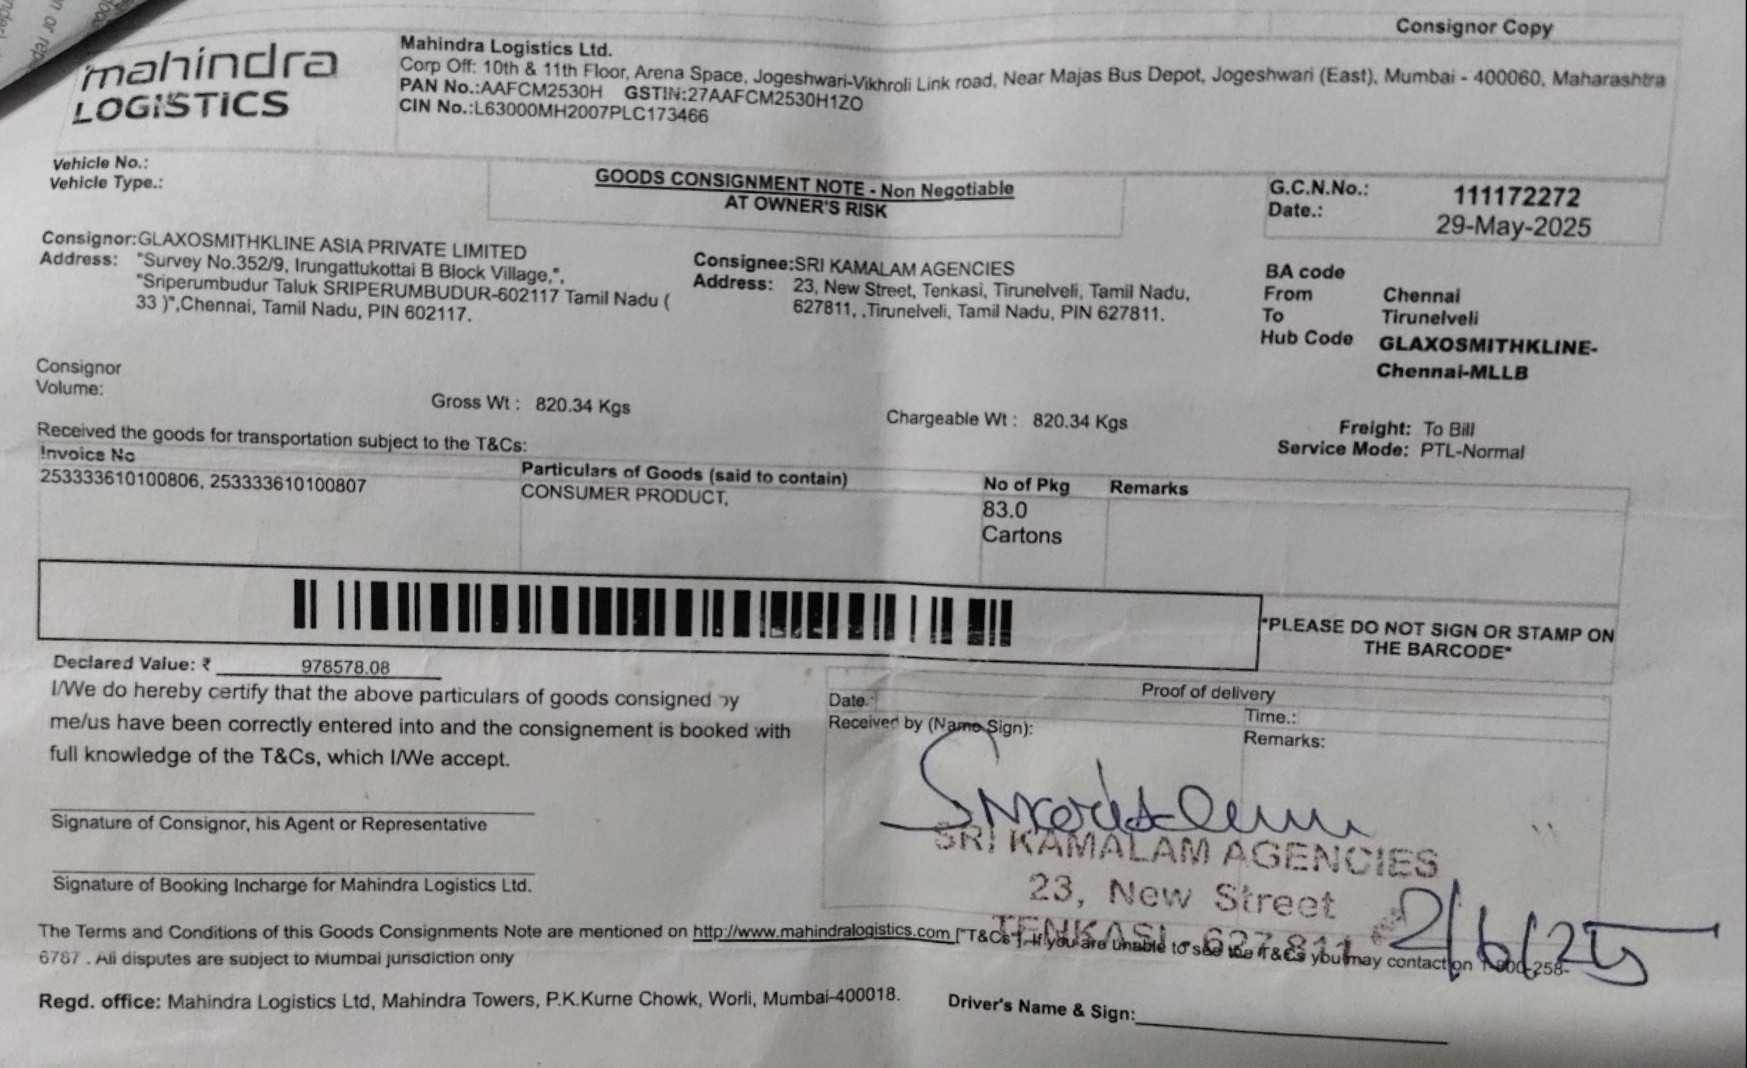 Consignor Copy
mahindra
LOGISTICS
Mahindra Logistics Ltd.
Corp Off: 10th & 11th Floor, Arena Space, Jogeshwari-Vikhroli Link road, Near Majas Bus Depot, Jogeshwari (East), Mumbai - 400060, Maharashtra
PAN No.:AAFCM2530H GSTIN:27AAFCM2530H1ZO
CIN No.:L63000MH2007PLC173466
Vehicle No.:
Vehicle Type.:
GOODS CONSIGNMENT NOTE - Non Negotiable
AT OWNER'S RISK
G.C.N.No.: 111172272
Date.: 29-May-2025
Consignor:GLAXOSMITHKLINE ASIA PRIVATE LIMITED
Address: "Survey No.352/9, Irungattukottai B Block Village,",
"Sriperumbudur Taluk SRIPERUMBUDUR-602117 Tamil Nadu (
33 )",Chennai, Tamil Nadu, PIN 602117.
Consignee:SRI KAMALAM AGENCIES
Address: 23, New Street, Tenkasi, Tirunelveli, Tamil Nadu,
627811, ,Tirunelveli, Tamil Nadu, PIN 627811.
BA code
From Chennai
To Tirunelveli
Hub Code GLAXOSMITHKLINE-
Chennai-MLLB
Consignor
Volume:
Gross Wt : 820.34 Kgs
Chargeable Wt : 820.34 Kgs
Freight: To Bill
Service Mode: PTL-Normal
Received the goods for transportation subject to the T&Cs:
Invoice No
253333610100806, 253333610100807
Particulars of Goods (said to contain)
CONSUMER PRODUCT,
No of Pkg
83.0
Cartons
Remarks
*PLEASE DO NOT SIGN OR STAMP ON
THE BARCODE*
Declared Value: ₹ 978578.08
I/We do hereby certify that the above particulars of goods consigned by
me/us have been correctly entered into and the consignement is booked with
full knowledge of the T&Cs, which I/We accept.
Proof of delivery
Date.:
Time.:
Received by (Name Sign):
Remarks:
Signature of Consignor, his Agent or Representative
Signature of Booking Incharge for Mahindra Logistics Ltd.
SRI KAMALAM AGENCIES
23, New Street
TENKASI 627811
2/6/25
The Terms and Conditions of this Goods Consignments Note are mentioned on http://www.mahindralogistics.com ["T&Cs"]. If you are unable to see the T&Cs you may contact on 1-800-258-
6787 . All disputes are subject to Mumbai jurisdiction only
Regd. office: Mahindra Logistics Ltd, Mahindra Towers, P.K.Kurne Chowk, Worli, Mumbai-400018.
Driver's Name & Sign: